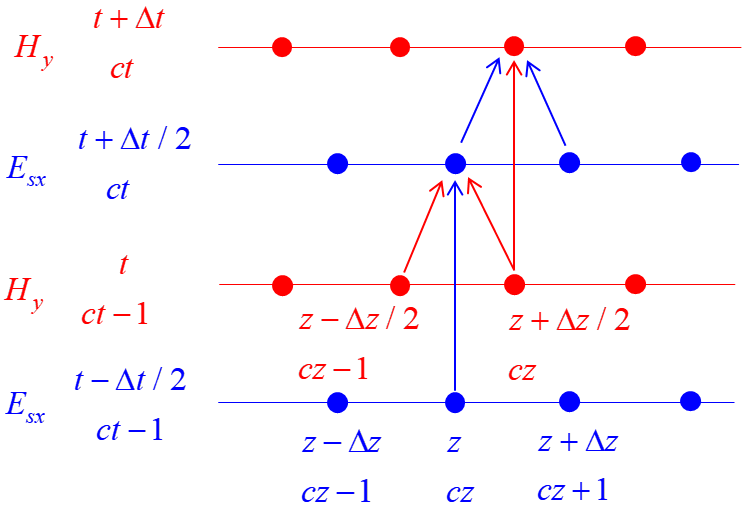 H_y t + Δt
ct
E_sx t + Δt / 2
ct
H_y t
ct − 1
z − Δz / 2 z + Δz / 2
cz − 1 cz
E_sx t − Δt / 2
ct − 1
z − Δz z z + Δz
cz − 1 cz cz + 1